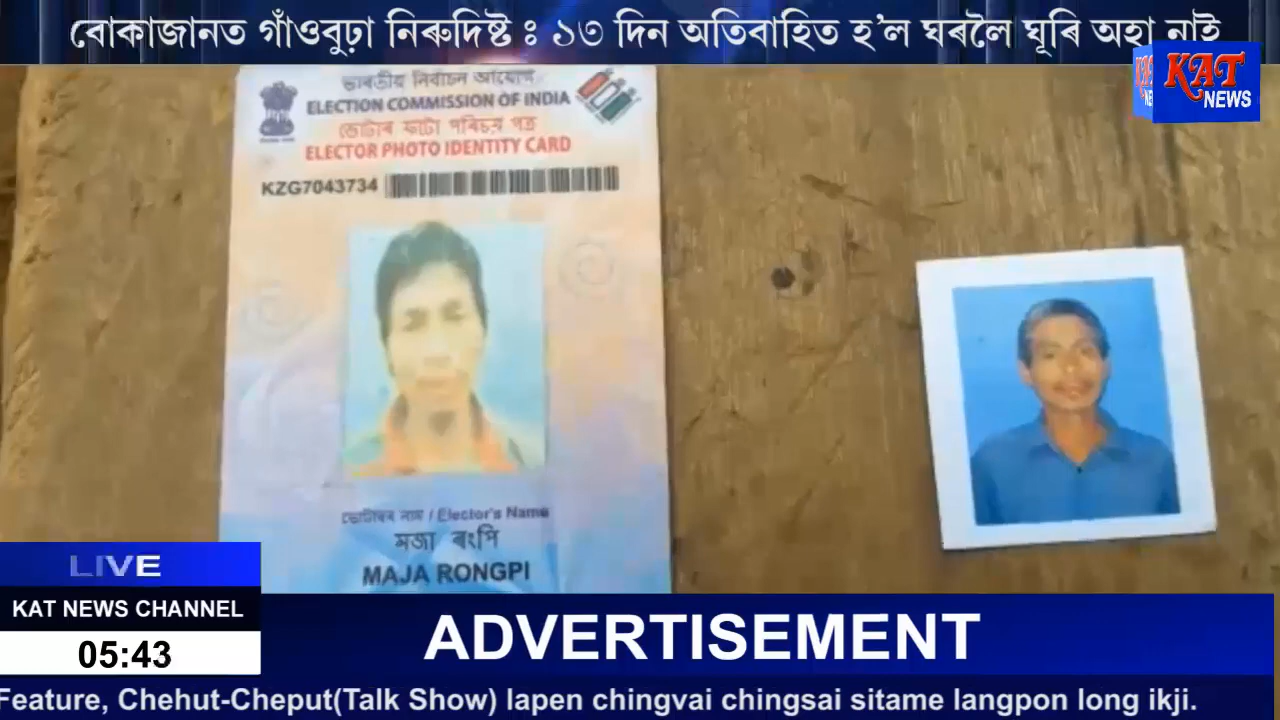 বোকাজানত গাঁওবুঢ়া নিৰুদিষ্ট ঃ ১৩ দিন অতিবাহিত হ'ল ঘৰলৈ ঘূৰি অহা নাই
KAT
NEWS
ভাৰতীয় নিৰ্বাচন আয়োগ
ELECTION COMMISSION OF INDIA
ভোটাৰ ফটো পৰিচয় পত্ৰ
ELECTOR PHOTO IDENTITY CARD
KZG7043734
ভোটাৰৰ নাম / Elector's Name
মজা ৰংপি
MAJA RONGPI
LIVE
KAT NEWS CHANNEL
05:43
ADVERTISEMENT
Feature, Chehut-Cheput(Talk Show) lapen chingvai chingsai sitame langpon long ikji.